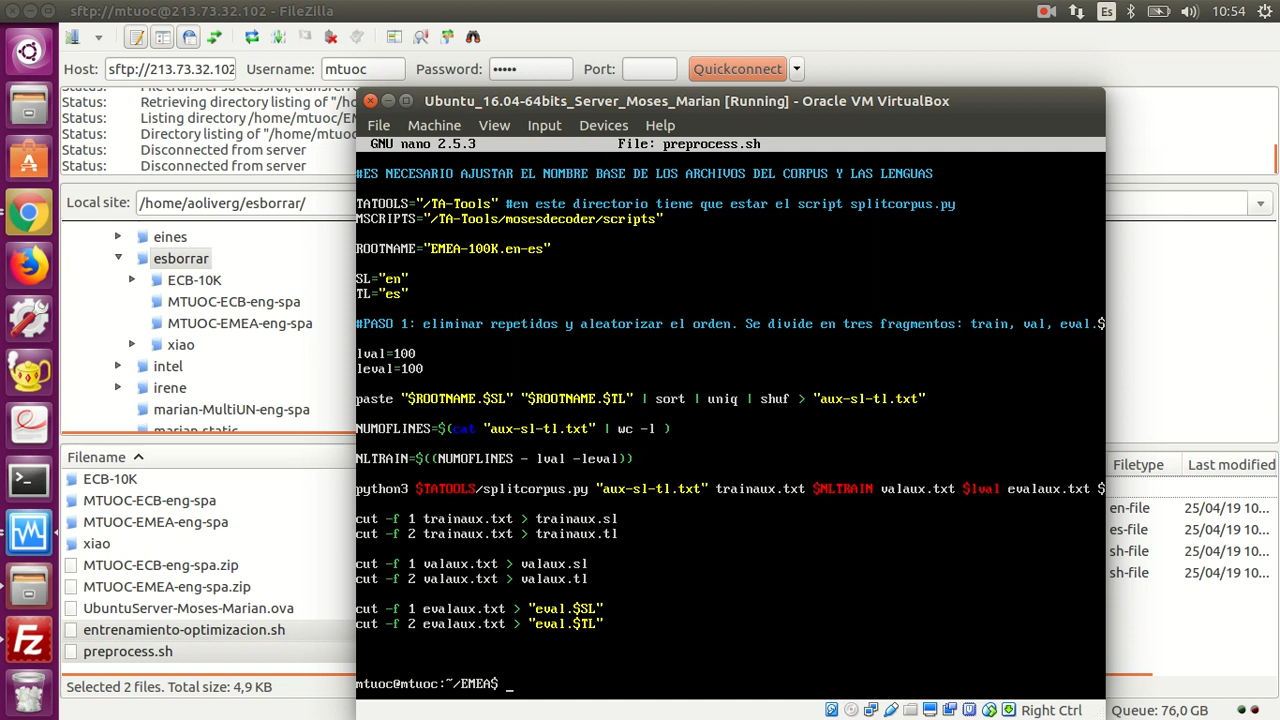 sftp://mtuoc@213.73.32.102 - FileZilla
Es
10:54
Host:
sftp://213.73.32.102
Username:
mtuoc
Password:
•••••
Port:
Quickconnect
Status:
Status: Retrieving directory listing of "/ho
Status: Listing directory /home/mtuoc/EM
Status: Directory listing of "/home/mtuoc
Status: Disconnected from server
Status: Disconnected from server
Local site: /home/aoliverg/esborrar/
eines
esborrar
ECB-10K
MTUOC-ECB-eng-spa
MTUOC-EMEA-eng-spa
xiao
intel
irene
marian-MultiUN-eng-spa
marian-static
Filename
ECB-10K
MTUOC-ECB-eng-spa
MTUOC-EMEA-eng-spa
xiao
MTUOC-ECB-eng-spa.zip
MTUOC-EMEA-eng-spa.zip
UbuntuServer-Moses-Marian.ova
entrenamiento-optimizacion.sh
preprocess.sh
Selected 2 files. Total size: 4,9 KB
Ubuntu_16.04-64bits_Server_Moses_Marian [Running] - Oracle VM VirtualBox
File Machine View Input Devices Help
GNU nano 2.5.3 File: preprocess.sh
#ES NECESARIO AJUSTAR EL NOMBRE BASE DE LOS ARCHIVOS DEL CORPUS Y LAS LENGUAS
TATOOLS="/TA-Tools" #en este directorio tiene que estar el script splitcorpus.py
MSCRIPTS="/TA-Tools/mosesdecoder/scripts"
ROOTNAME="EMEA-100K.en-es"
SL="en"
TL="es"
#PASO 1: eliminar repetidos y aleatorizar el orden. Se divide en tres fragmentos: train, val, eval.$
lval=100
leval=100
paste "$ROOTNAME.$SL" "$ROOTNAME.$TL" | sort | uniq | shuf > "aux-sl-tl.txt"
NUMOFLINES=$(cat "aux-sl-tl.txt" | wc -l )
NLTRAIN=$((NUMOFLINES - lval -leval))
python3 $TATOOLS/splitcorpus.py "aux-sl-tl.txt" trainaux.txt $NLTRAIN valaux.txt $lval evalaux.txt $
cut -f 1 trainaux.txt > trainaux.sl
cut -f 2 trainaux.txt > trainaux.tl
cut -f 1 valaux.txt > valaux.sl
cut -f 2 valaux.txt > valaux.tl
cut -f 1 evalaux.txt > "eval.$SL"
cut -f 2 evalaux.txt > "eval.$TL"
mtuoc@mtuoc:~/EMEA$ _
Right Ctrl
Filetype Last modified
en-file 25/04/19 10...
es-file 25/04/19 10...
sh-file 25/04/19 10...
sh-file 25/04/19 10...
Queue: 76,0 GB